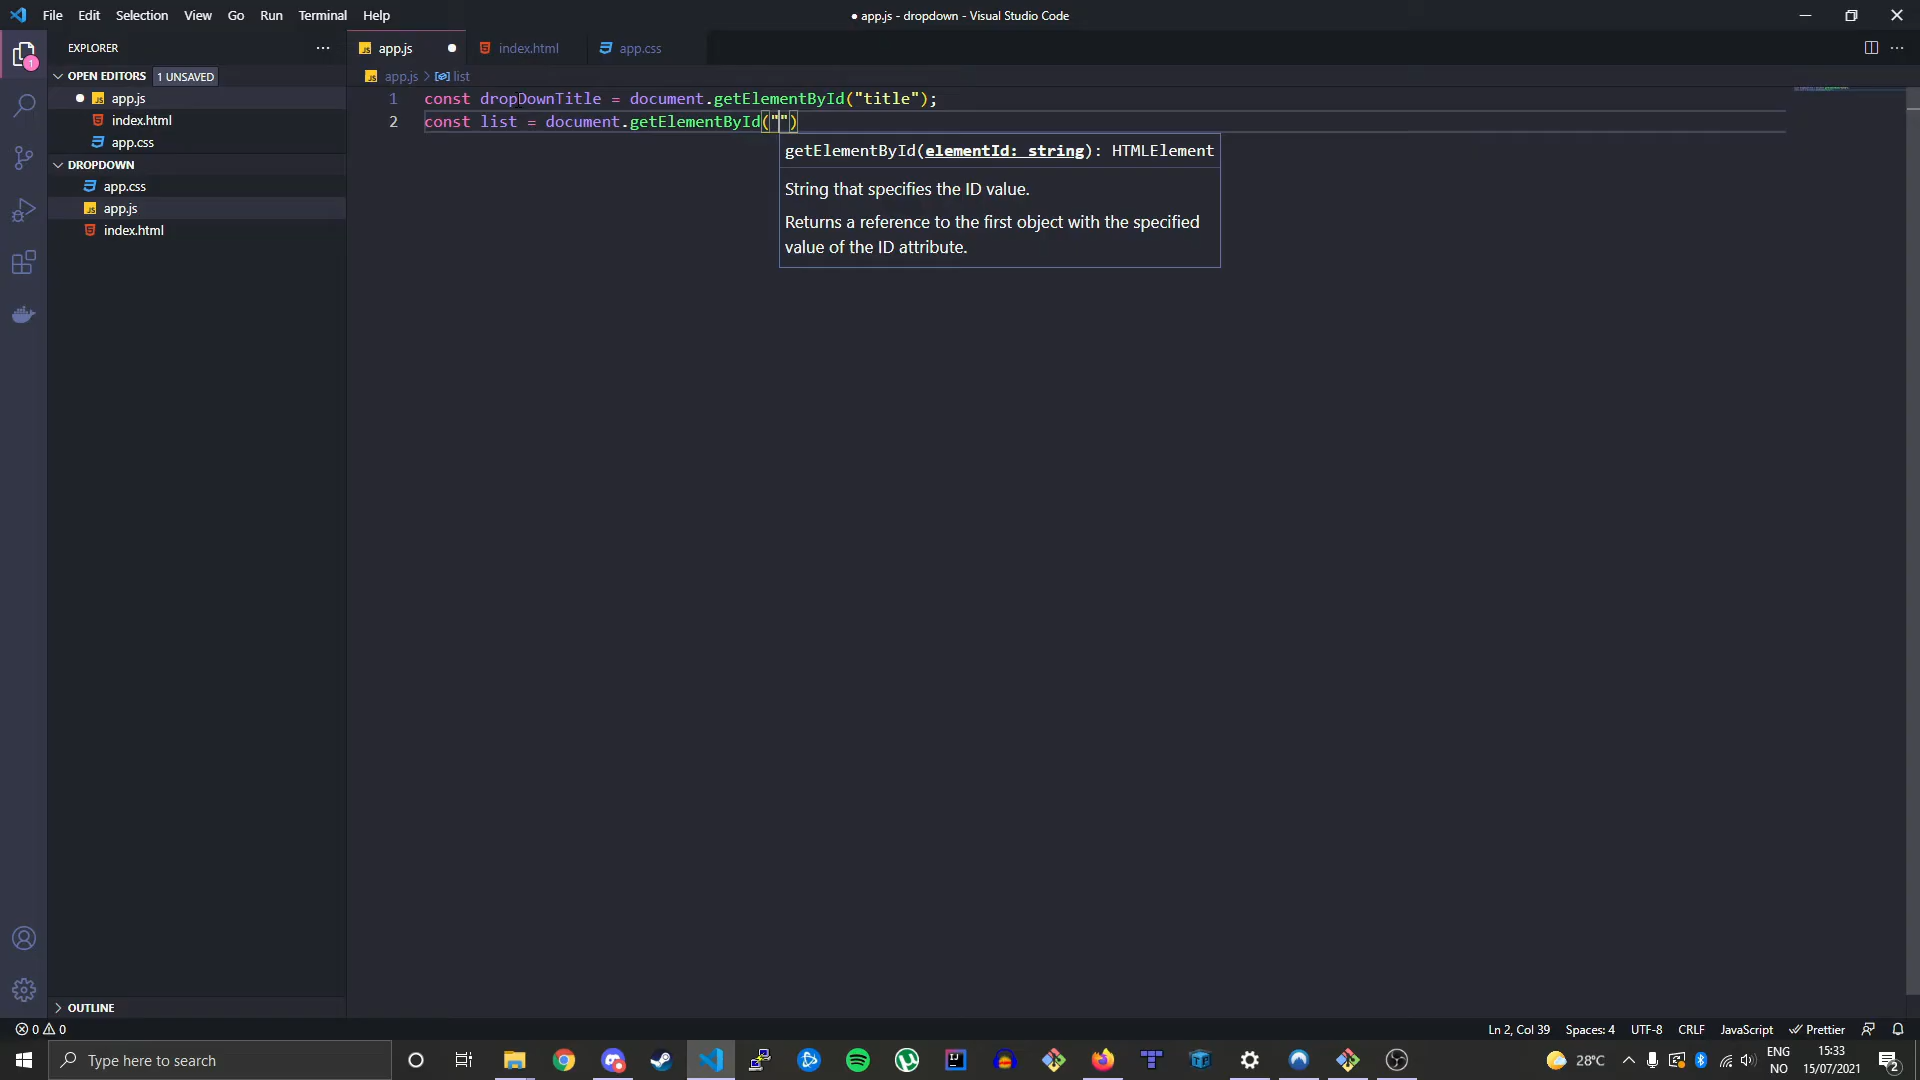 File Edit Selection View Go Run Terminal Help
● app.js - dropdown - Visual Studio Code
EXPLORER
OPEN EDITORS 1 UNSAVED
app.js
index.html
app.css
DROPDOWN
app.css
app.js
index.html
OUTLINE
1
app.js index.html app.css
app.js > list
1 const dropDownTitle = document.getElementById("title");
2 const list = document.getElementById("")
getElementById(elementId: string): HTMLElement
String that specifies the ID value.
Returns a reference to the first object with the specified
value of the ID attribute.
0 0
Ln 2, Col 39 Spaces: 4 UTF-8 CRLF JavaScript Prettier
Type here to search
28°C
ENG
NO
15:33
15/07/2021
2